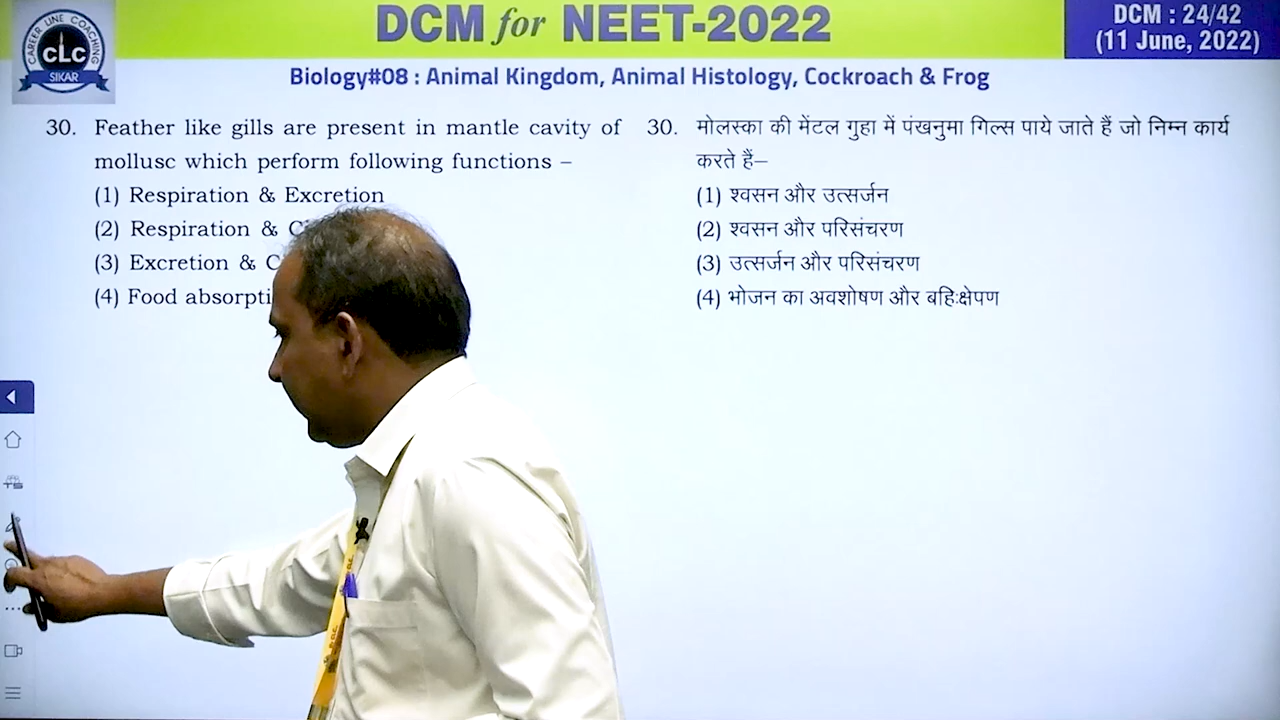 DCM for NEET-2022
DCM : 24/42
(11 June, 2022)
CAREER LINE COACHING
CLC
SIKAR
Biology#08 : Animal Kingdom, Animal Histology, Cockroach & Frog
30. Feather like gills are present in mantle cavity of
mollusc which perform following functions –
(1) Respiration & Excretion
(2) Respiration & C
(3) Excretion & C
(4) Food absorpti
30. मोलस्का की मेंटल गुहा में पंखनुमा गिल्स पाये जाते हैं जो निम्न कार्य
करते हैं–
(1) श्वसन और उत्सर्जन
(2) श्वसन और परिसंचरण
(3) उत्सर्जन और परिसंचरण
(4) भोजन का अवशोषण और बहिःक्षेपण